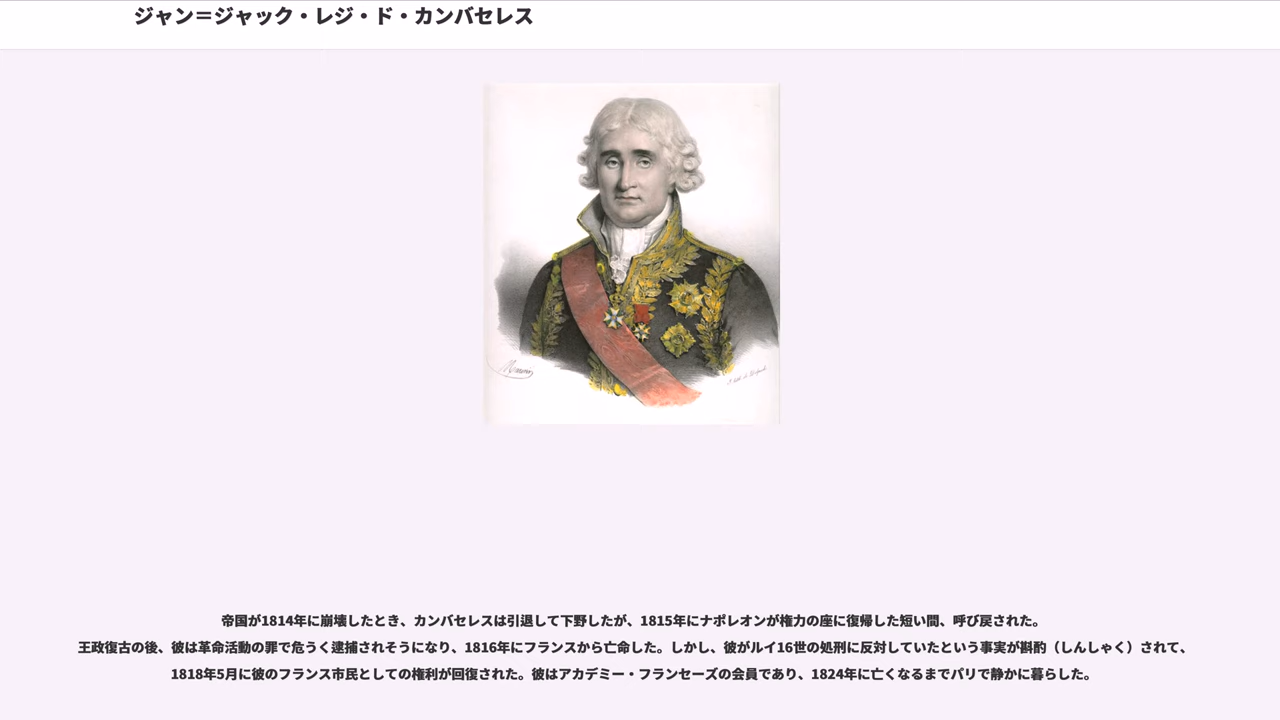 ジャン＝ジャック・レジ・ド・カンバセレス
帝国が1814年に崩壊したとき、カンバセレスは引退して下野したが、1815年にナポレオンが権力の座に復帰した短い間、呼び戻された。
王政復古の後、彼は革命活動の罪で危うく逮捕されそうになり、1816年にフランスから亡命した。しかし、彼がルイ16世の処刑に反対していたという事実が斟酌（しんしゃく）されて、
1818年5月に彼のフランス市民としての権利が回復された。彼はアカデミー・フランセーズの会員であり、1824年に亡くなるまでパリで静かに暮らした。